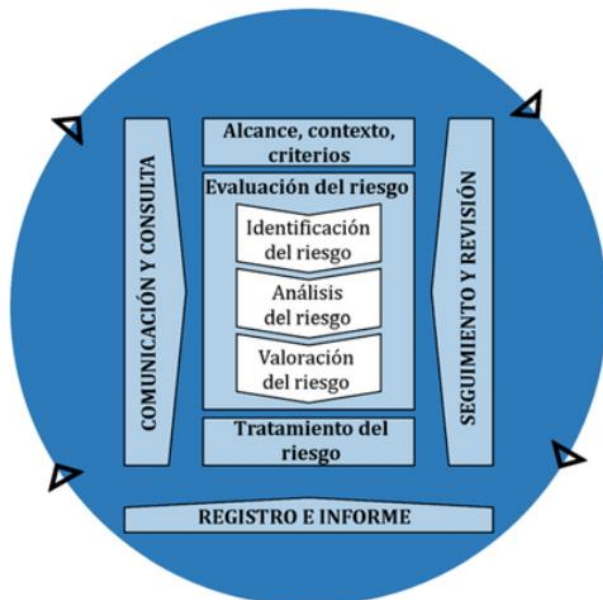 COMUNICACIÓN Y CONSULTA
Alcance, contexto,
criterios
Evaluación del riesgo
Identificación
del riesgo
Análisis
del riesgo
Valoración
del riesgo
Tratamiento del
riesgo
SEGUIMIENTO Y REVISIÓN
REGISTRO E INFORME